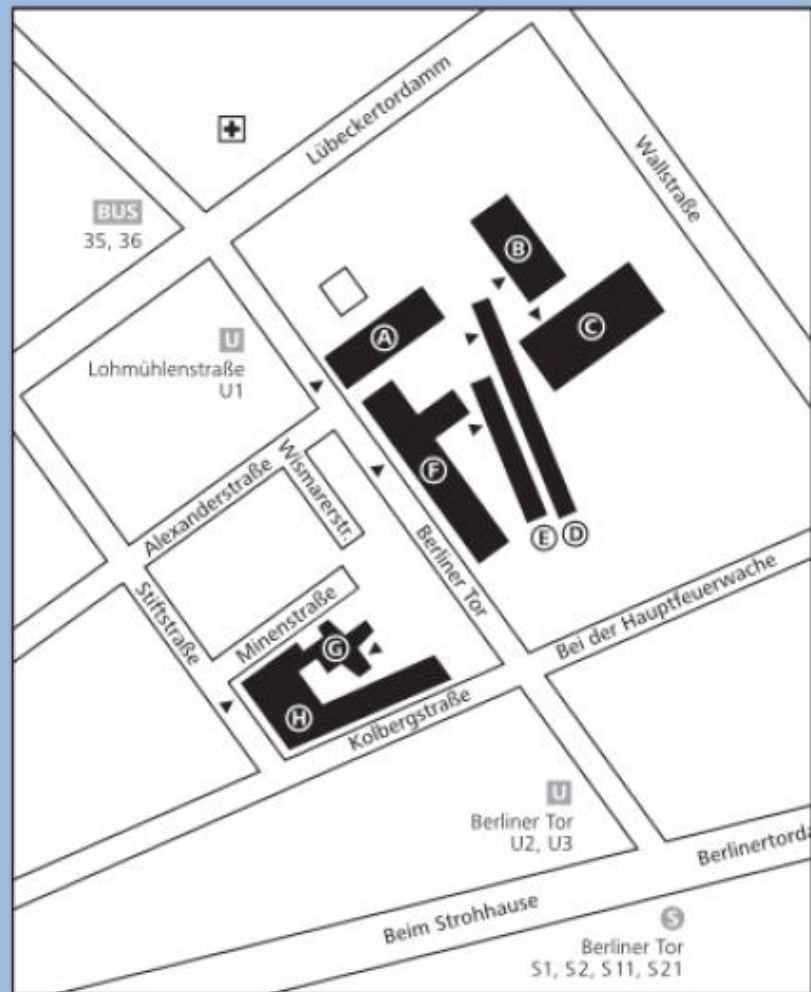 Lübeckertordamm
Wallstraße
BUS
35, 36
B
A
C
U
Lohmühlenstraße
U1
Wismarerstr.
Alexanderstraße
F
E
D
Berliner Tor
Bei der Hauptfeuerwache
Stiftstraße
Minenstraße
G
H
Kolbergstraße
U
Berliner Tor
U2, U3
Berlinertorda
Beim Strohhause
S
Berliner Tor
S1, S2, S11, S21